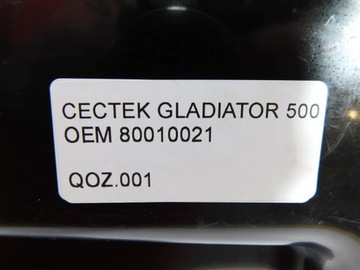 CECTEK GLADIATOR 500
OEM 80010021
QOZ.001